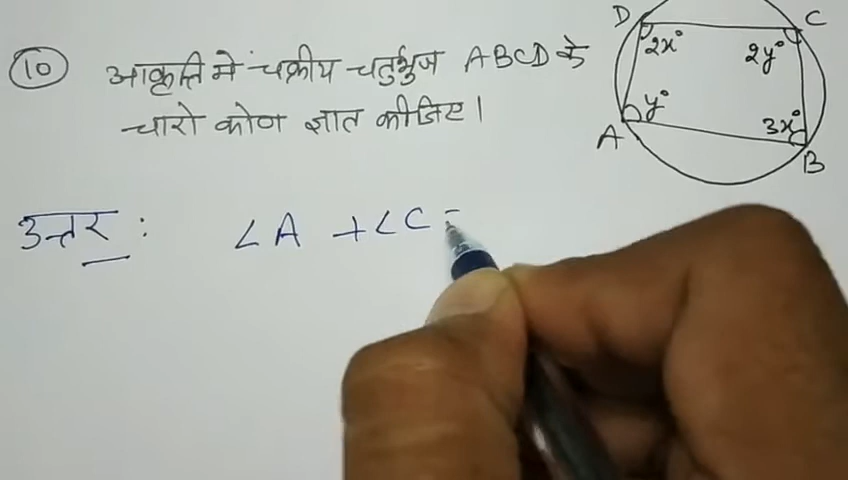 10 आकृति में चक्रीय चतुर्भुज ABCD के
चारो कोण ज्ञात कीजिए।
D C
2x° 2y°
A y° 3x° B
उत्तर : ∠A + ∠C =